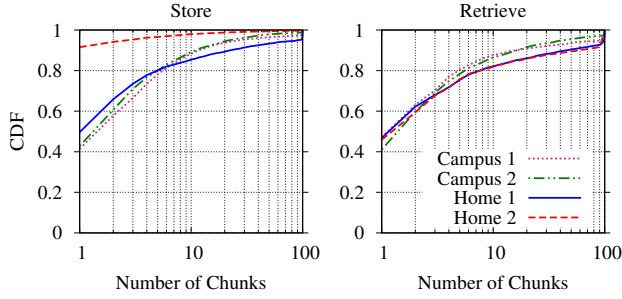 Store
Retrieve
CDF
1
0.8
0.6
0.4
0.2
0
1
10
100
Number of Chunks
1
0.8
0.6
0.4
0.2
0
1
10
100
Number of Chunks
Campus 1
Campus 2
Home 1
Home 2